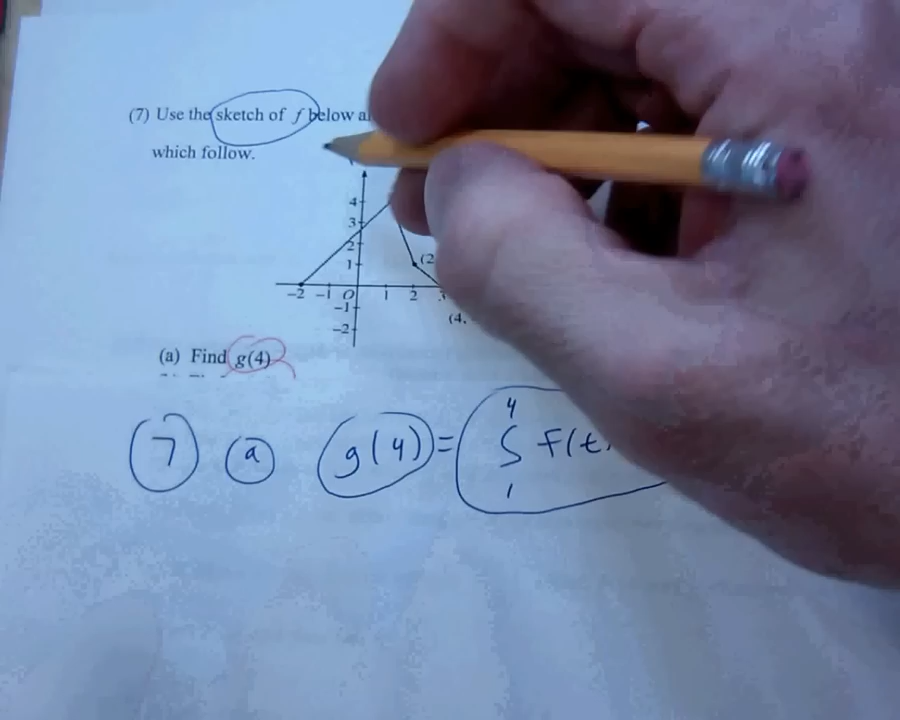 (7) Use the sketch of f below
which follow.
4
3
2
1
-2 -1 O 1 2 3
(2
-1
(4,
-2
(a) Find g(4)
7 a g(4) = ∫ f(t)
4
1